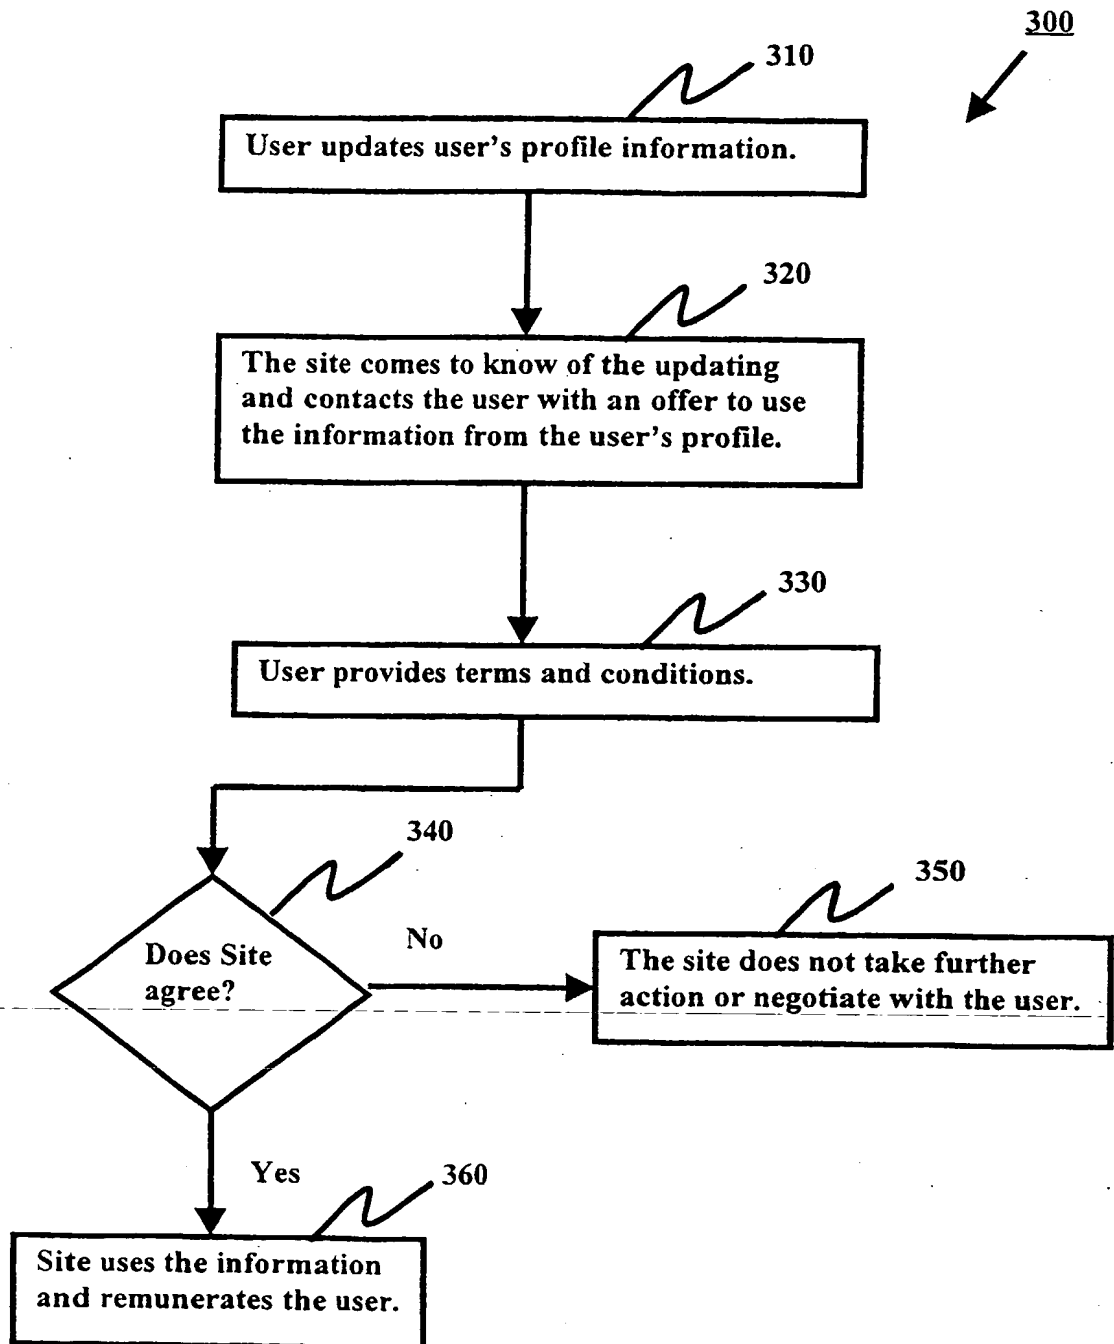 300
310
User updates user's profile information.
320
The site comes to know of the updating
and contacts the user with an offer to use
the information from the user's profile.
330
User provides terms and conditions.
340
Does Site
agree?
No
350
The site does not take further
action or negotiate with the user.
Yes
360
Site uses the information
and remunerates the user.